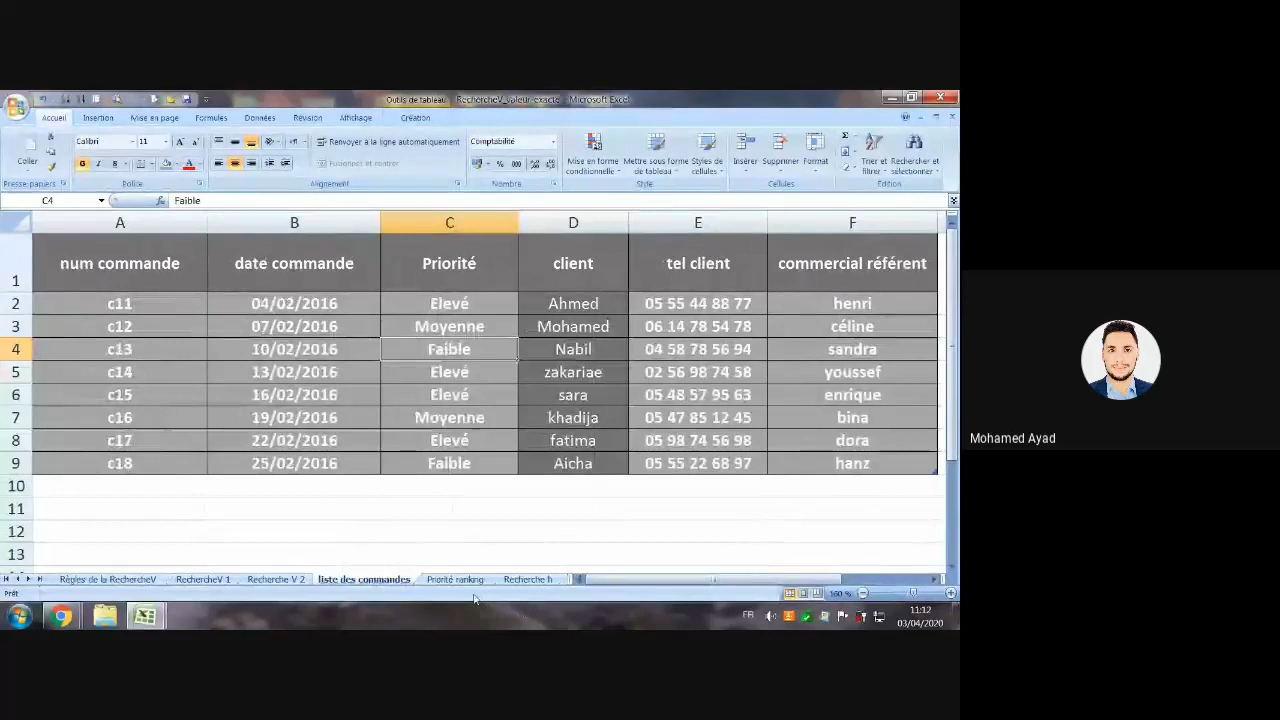 Outils de tableau RechercheV_valeur-exacte - Microsoft Excel
Accueil Insertion Mise en page Formules Données Révision Affichage Création
Coller
Calibri 11
G I S
Renvoyer à la ligne automatiquement
Fusionner et centrer
Comptabilité
% 000
Mise en forme conditionnelle
Mettre sous forme de tableau
Styles de cellules
Insérer Supprimer Format
Trier et filtrer
Rechercher et sélectionner
Presse-papiers Police Alignement Nombre Style Cellules Édition
C4 fx Faible
A B C D E F
1 num commande date commande Priorité client tel client commercial référent
2 c11 04/02/2016 Elevé Ahmed 05 55 44 88 77 henri
3 c12 07/02/2016 Moyenne Mohamed 06 14 78 54 78 céline
4 c13 10/02/2016 Faible Nabil 04 58 78 56 94 sandra
5 c14 13/02/2016 Elevé zakariae 02 56 98 74 58 youssef
6 c15 16/02/2016 Elevé sara 05 48 57 95 63 enrique
7 c16 19/02/2016 Moyenne khadija 05 47 85 12 45 bina
8 c17 22/02/2016 Elevé fatima 05 98 74 56 98 dora
9 c18 25/02/2016 Faible Aicha 05 55 22 68 97 hanz
10
11
12
13
Règles de la RechercheV RechercheV 1 Recherche V 2 liste des commandes Priorité ranking Recherche h
Prêt 160 %
FR 11:12
03/04/2020
Mohamed Ayad